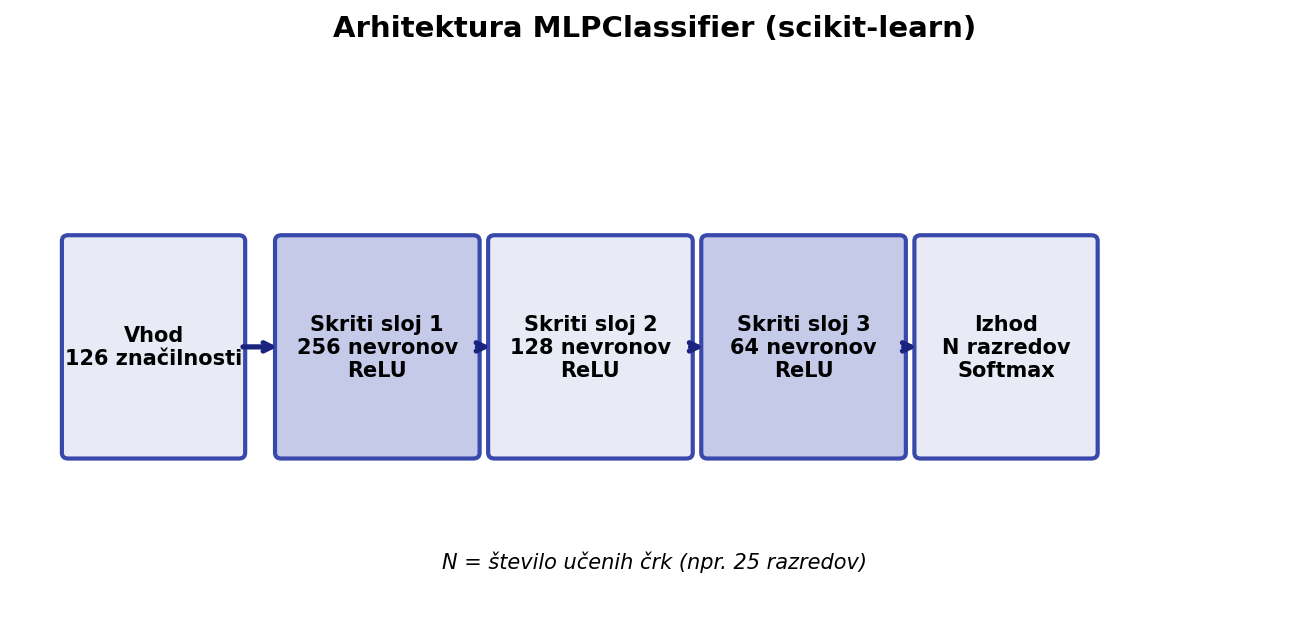 Arhitektura MLPClassifier (scikit-learn)
Vhod
126 značilnosti
Skriti sloj 1
256 nevronov
ReLU
Skriti sloj 2
128 nevronov
ReLU
Skriti sloj 3
64 nevronov
ReLU
Izhod
N razredov
Softmax
N = število učenih črk (npr. 25 razredov)